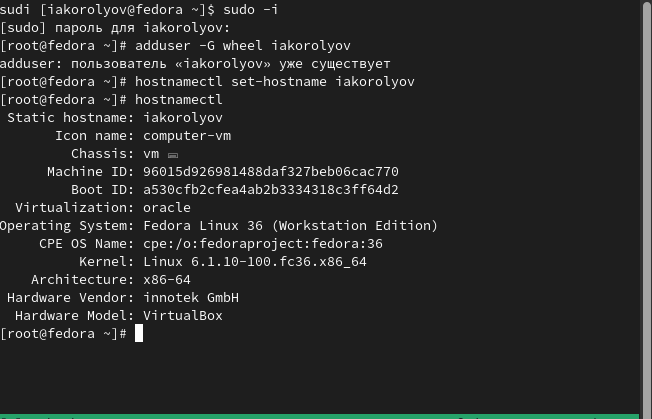 sudi [iakorolyov@fedora ~]$ sudo -i
[sudo] пароль для iakorolyov:
[root@fedora ~]# adduser -G wheel iakorolyov
adduser: пользователь «iakorolyov» уже существует
[root@fedora ~]# hostnamectl set-hostname iakorolyov
[root@fedora ~]# hostnamectl
Static hostname: iakorolyov
Icon name: computer-vm
Chassis: vm 🖴
Machine ID: 96015d926981488daf327beb06cac770
Boot ID: a530cfb2cfea4ab2b3334318c3ff64d2
Virtualization: oracle
Operating System: Fedora Linux 36 (Workstation Edition)
CPE OS Name: cpe:/o:fedoraproject:fedora:36
Kernel: Linux 6.1.10-100.fc36.x86_64
Architecture: x86-64
Hardware Vendor: innotek GmbH
Hardware Model: VirtualBox
[root@fedora ~]#